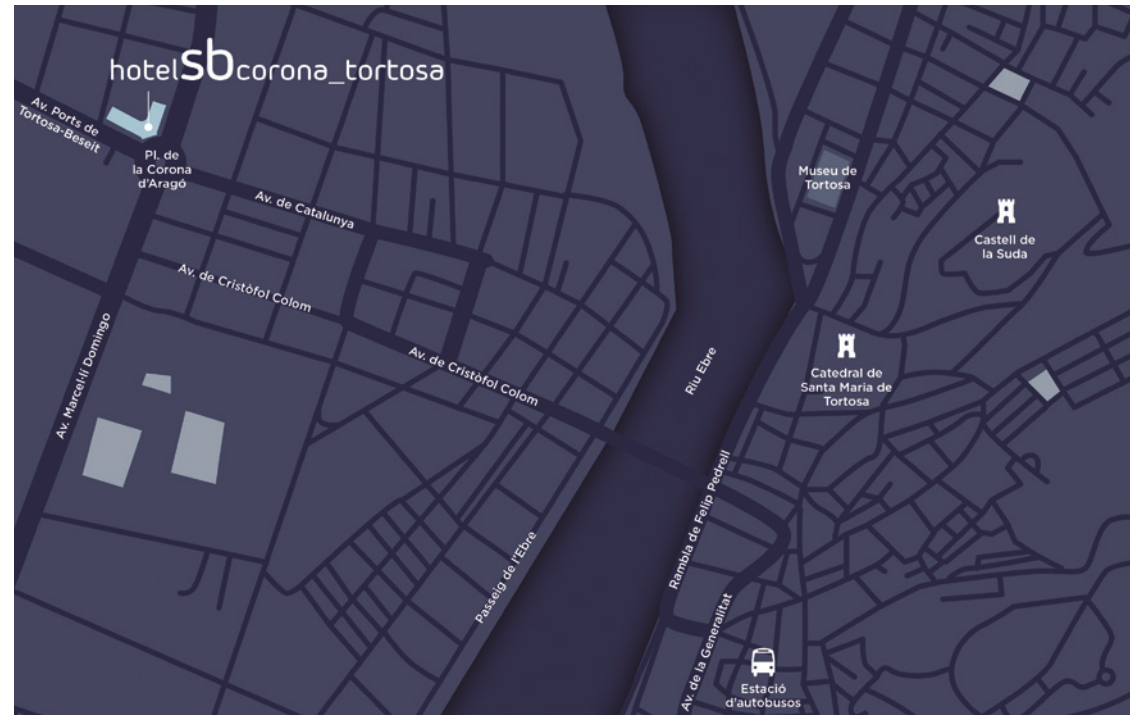 hotelsbcorona_tortosa
Av. Ports de
Tortosa-Beseit
Pl. de
la Corona
d'Aragó
Av. de Catalunya
Museu de
Tortosa
Castell de
la Suda
Av. de Cristòfol Colom
Av. Marcel·lí Domingo
Av. de Cristòfol Colom
Riu Ebre
Catedral de
Santa Maria de
Tortosa
Rambla de Felip Pedrell
Passeig de l'Ebre
Av. de la Generalitat
Estació
d'autobusos